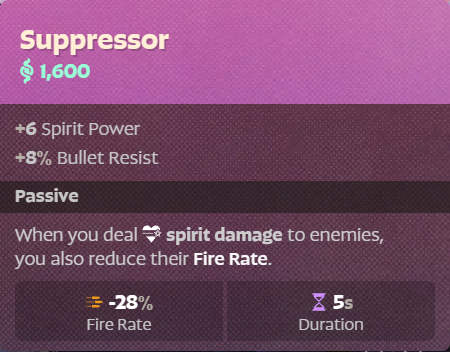 Suppressor
1,600
+6 Spirit Power
+8% Bullet Resist
Passive
When you deal spirit damage to enemies,
you also reduce their Fire Rate.
-28%
Fire Rate
5s
Duration